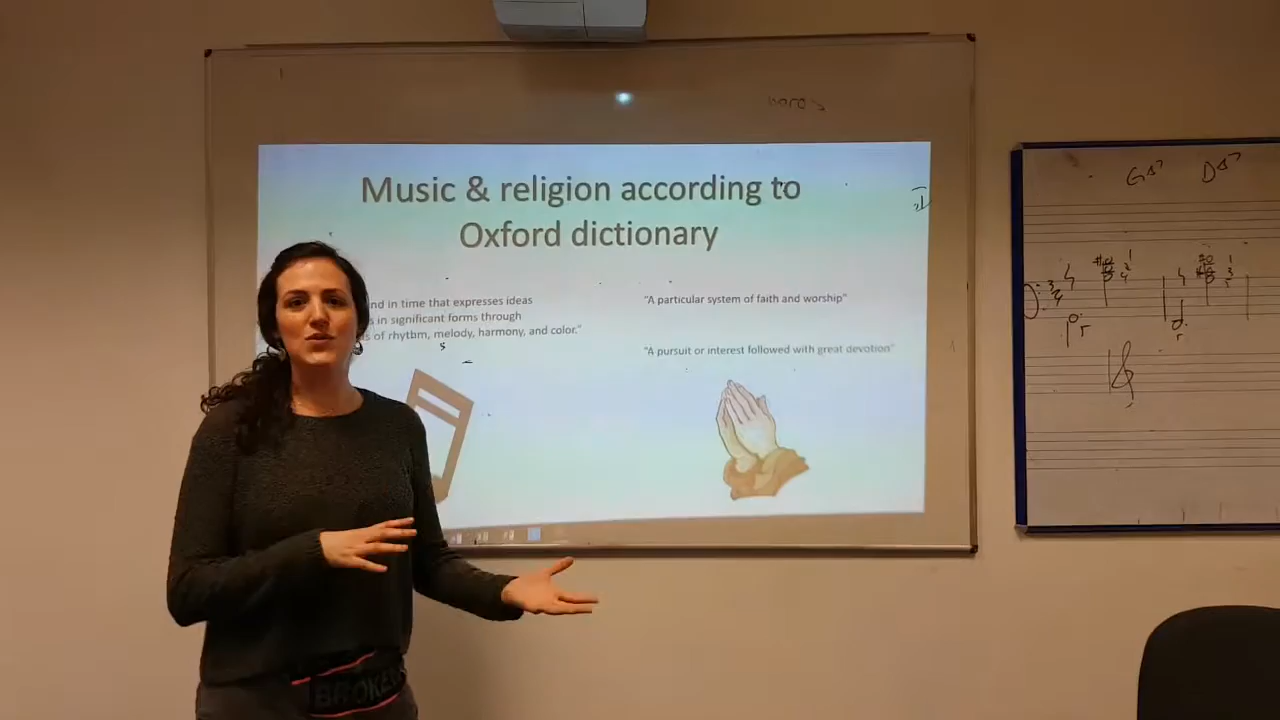 Music & religion according to
Oxford dictionary
nd in time that expresses ideas
s in significant forms through
s of rhythm, melody, harmony, and color."
"A particular system of faith and worship"
"A pursuit or interest followed with great devotion"
BROKE